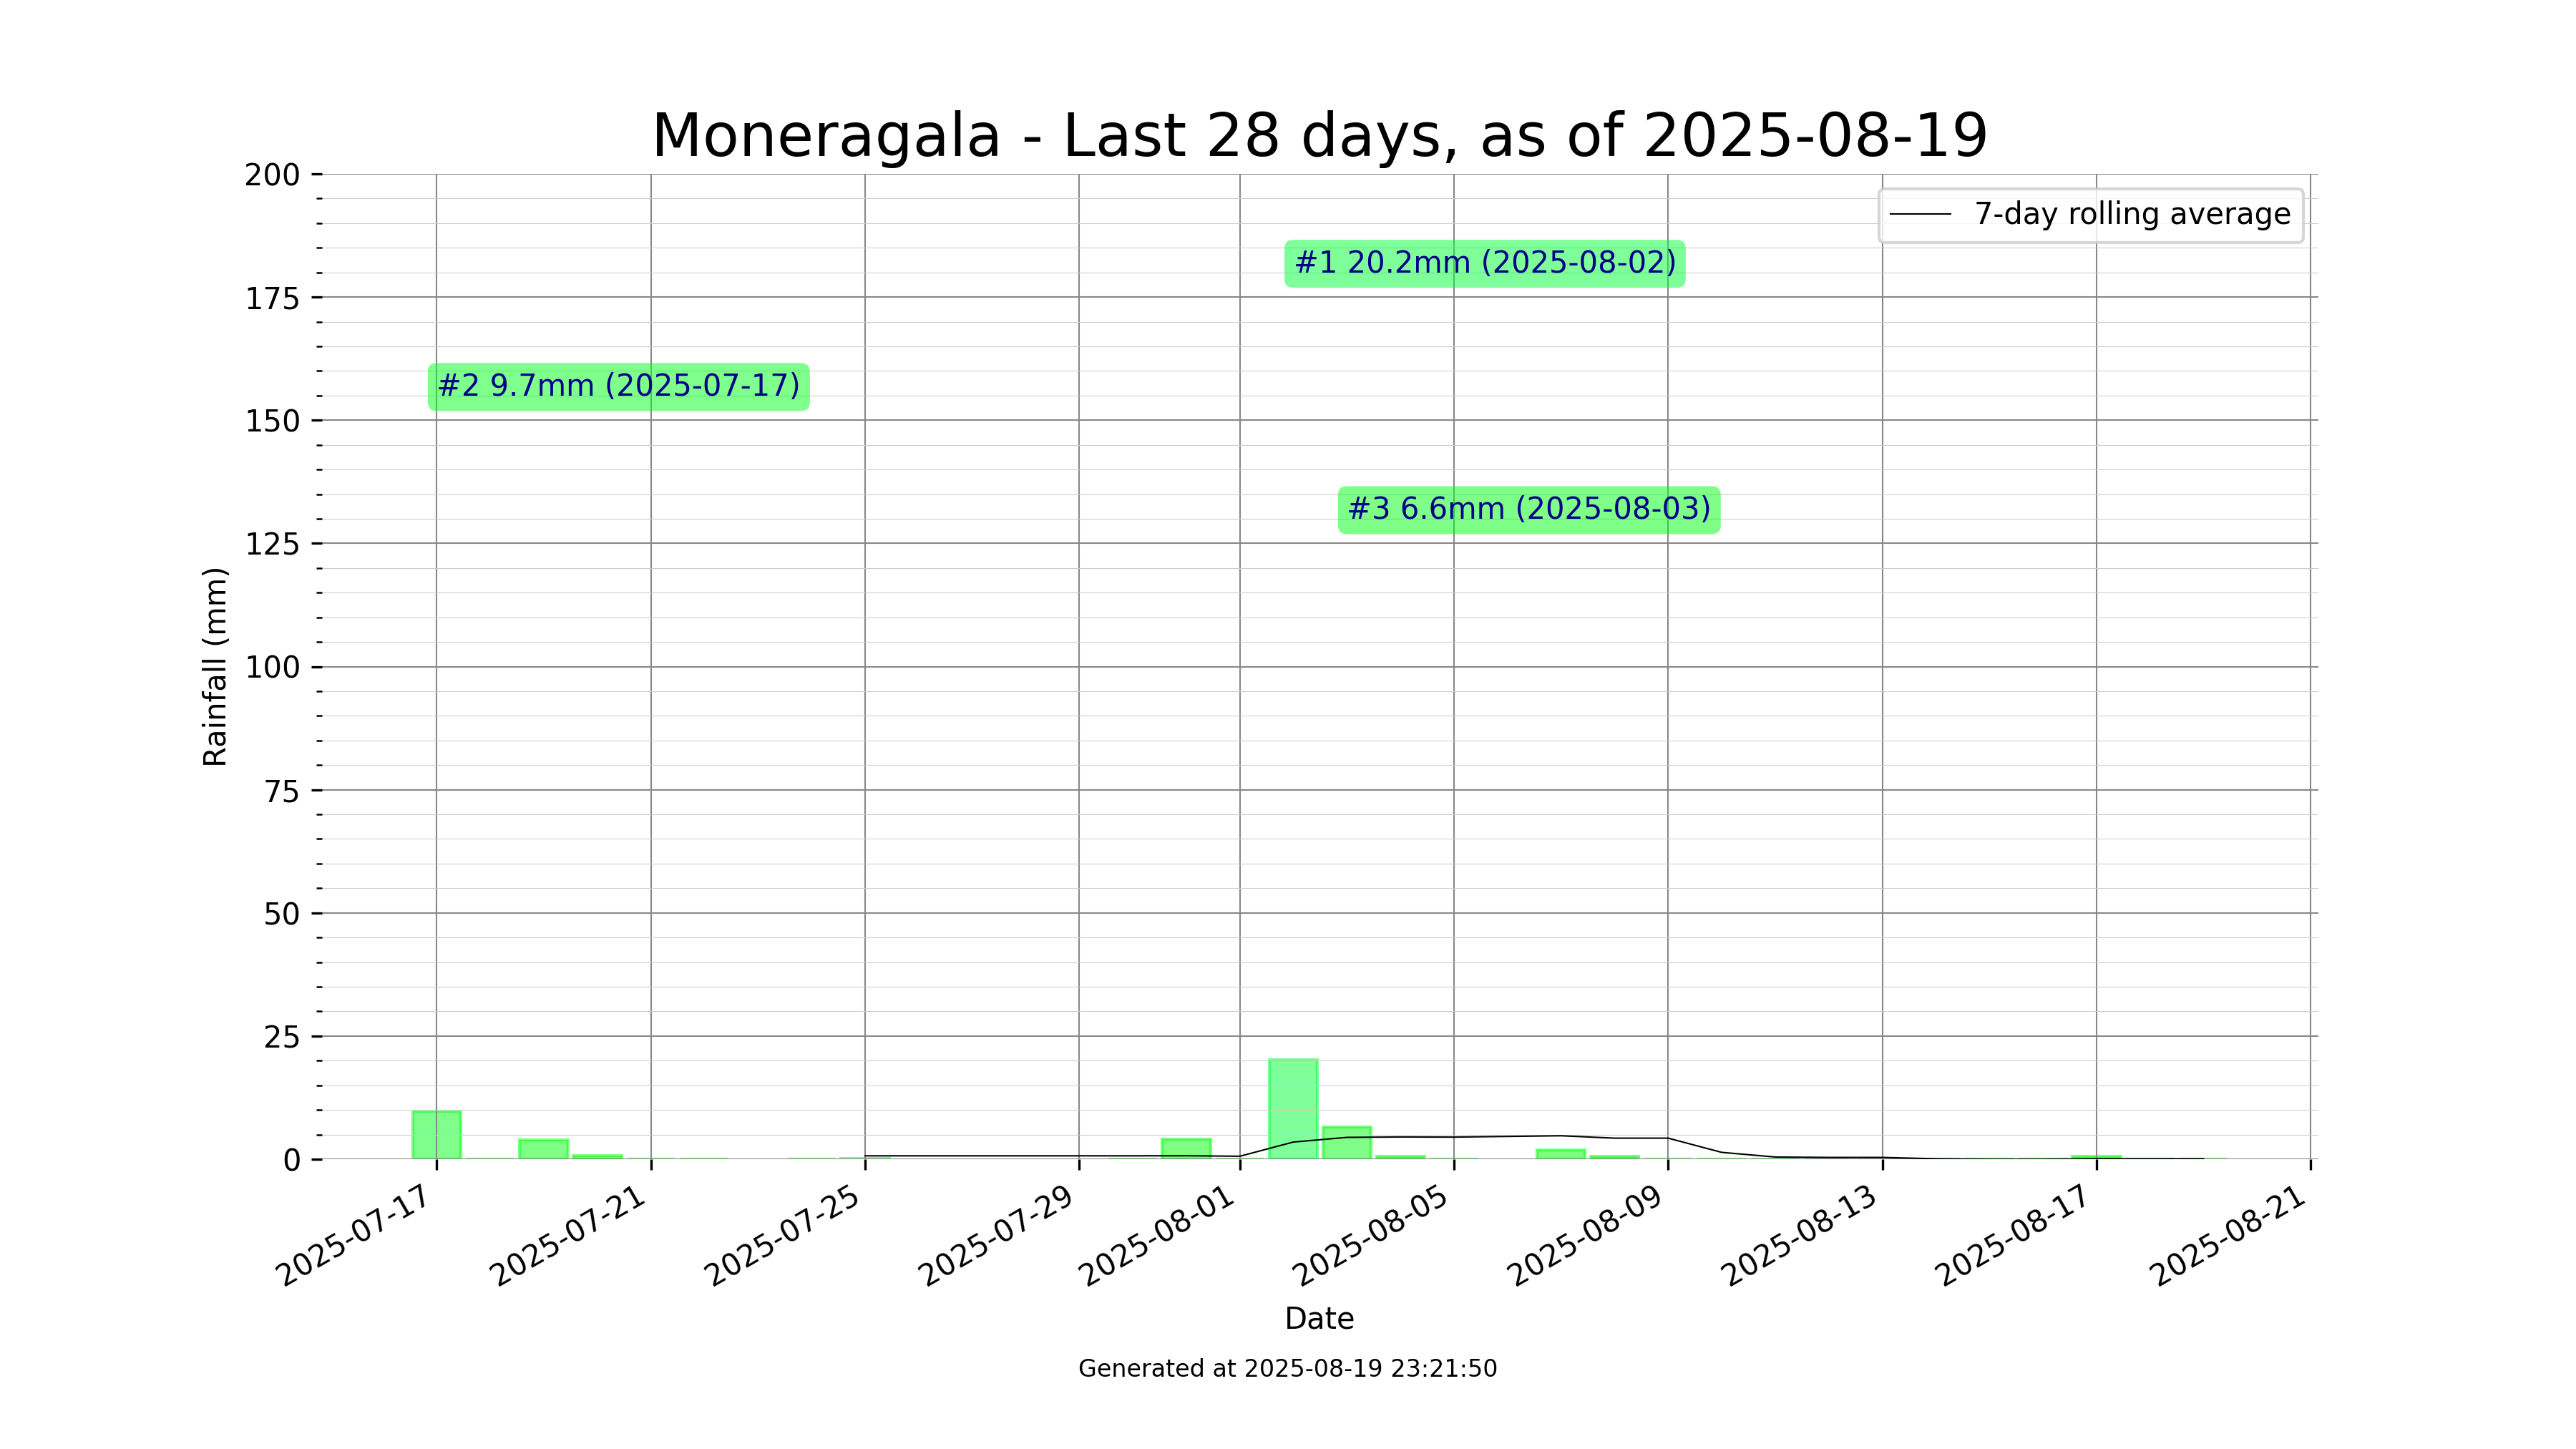 Moneragala - Last 28 days, as of 2025-08-19
7-day rolling average
#1 20.2mm (2025-08-02)
#2 9.7mm (2025-07-17)
#3 6.6mm (2025-08-03)
Rainfall (mm)
200
175
150
125
100
75
50
25
0
2025-07-17
2025-07-21
2025-07-25
2025-07-29
2025-08-01
2025-08-05
2025-08-09
2025-08-13
2025-08-17
2025-08-21
Date
Generated at 2025-08-19 23:21:50